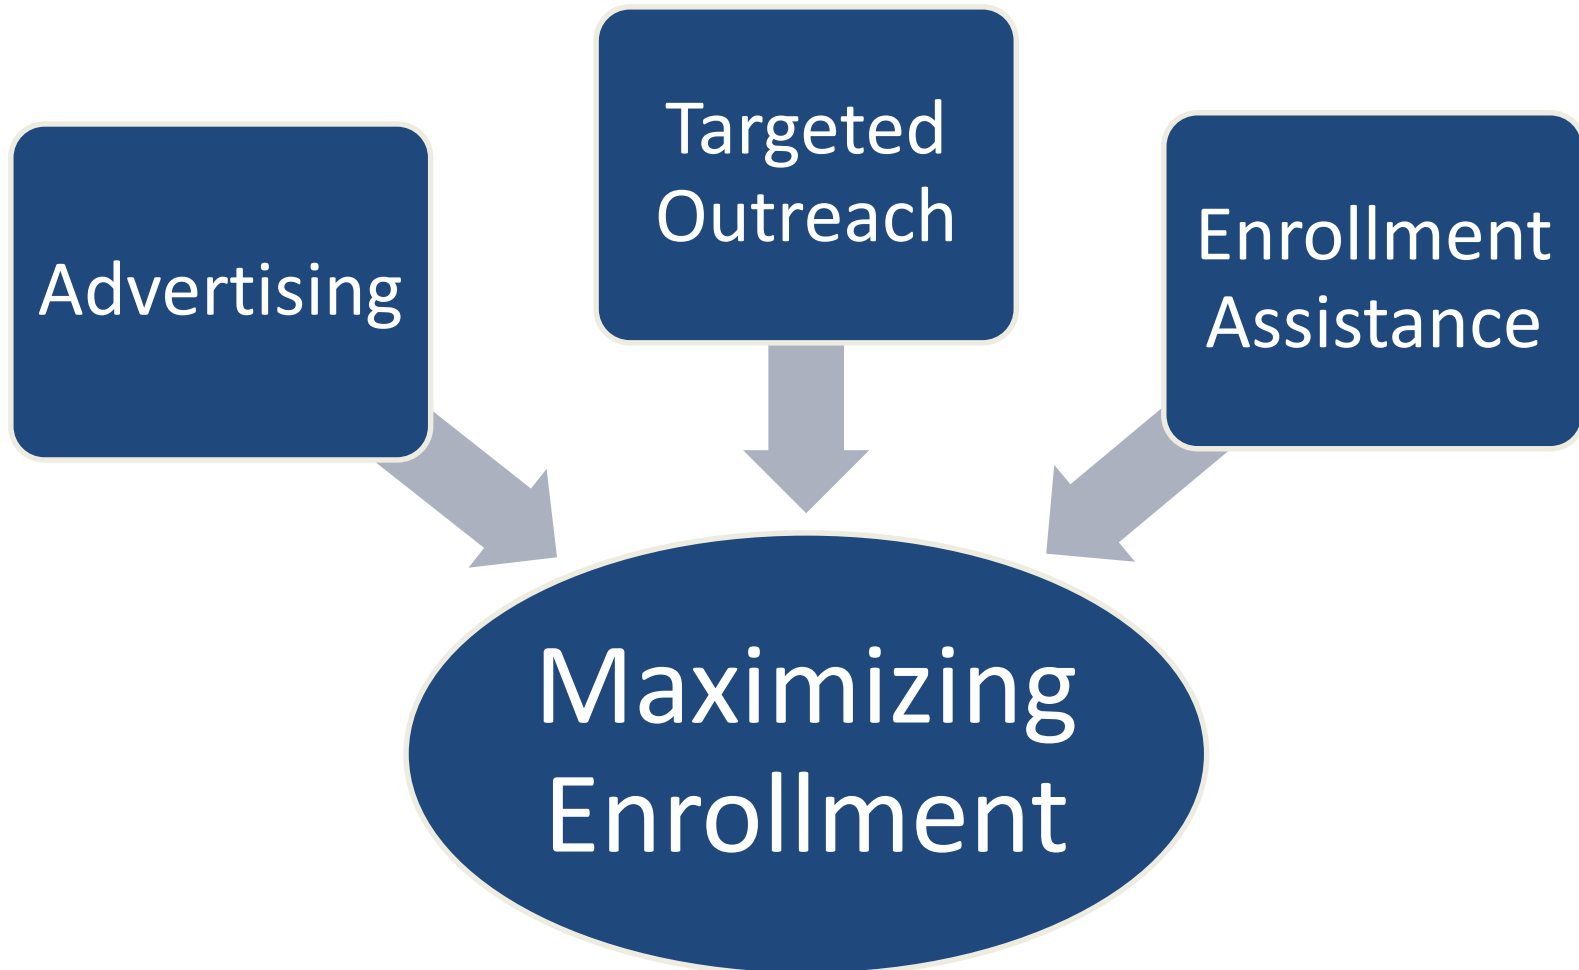 Advertising
Targeted
Outreach
Enrollment
Assistance
Maximizing
Enrollment